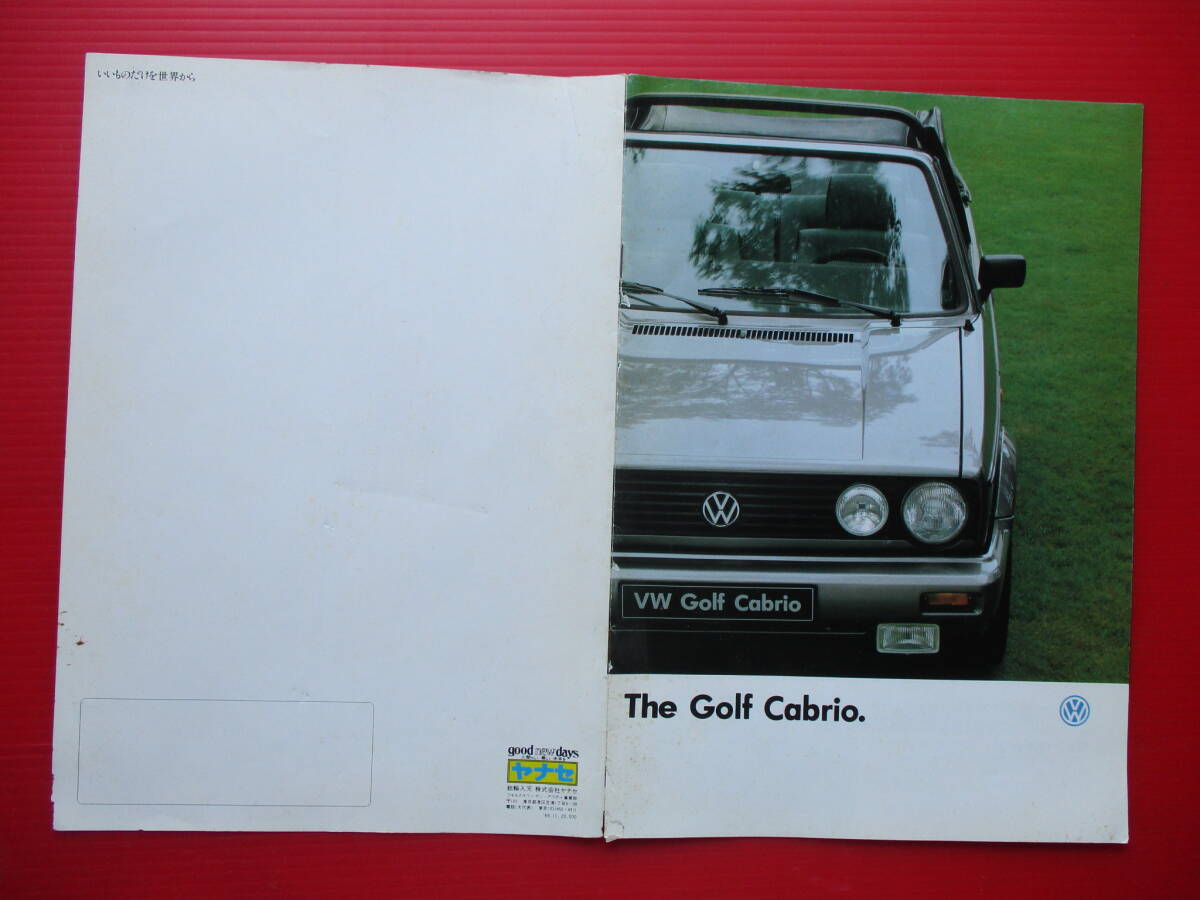 いいものだけを世界から
VW Golf Cabrio
The Golf Cabrio.
good new days
ヤナセ
総輸入元 株式会社ヤナセ